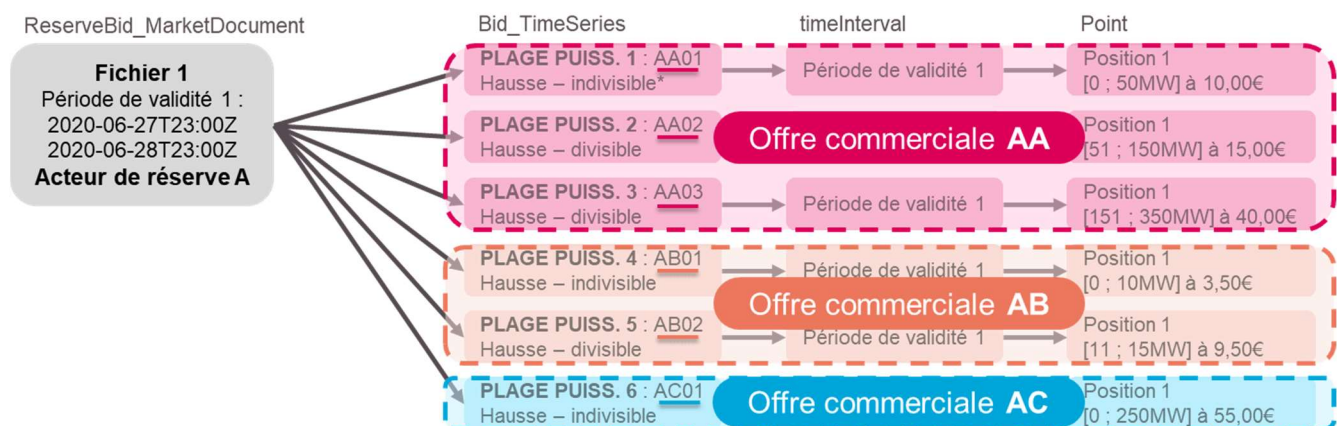 ReserveBid_MarketDocument
Bid_TimeSeries
timeInterval
Point
Fichier 1
Période de validité 1 :
2020-06-27T23:00Z
2020-06-28T23:00Z
Acteur de réserve A
PLAGE PUISS. 1 : AA01
Hausse – indivisible*
Période de validité 1
Position 1
[0 ; 50MW] à 10,00€
PLAGE PUISS. 2 : AA02
Hausse – divisible
Offre commerciale AA
Position 1
[51 ; 150MW] à 15,00€
PLAGE PUISS. 3 : AA03
Hausse – divisible
Période de validité 1
Position 1
[151 ; 350MW] à 40,00€
PLAGE PUISS. 4 : AB01
Hausse – indivisible
Période de validité 1
Position 1
[0 ; 10MW] à 3,50€
Offre commerciale AB
PLAGE PUISS. 5 : AB02
Hausse – divisible
Période de validité 1
Position 1
[11 ; 15MW] à 9,50€
PLAGE PUISS. 6 : AC01
Hausse – indivisible
Offre commerciale AC
Position 1
[0 ; 250MW] à 55,00€